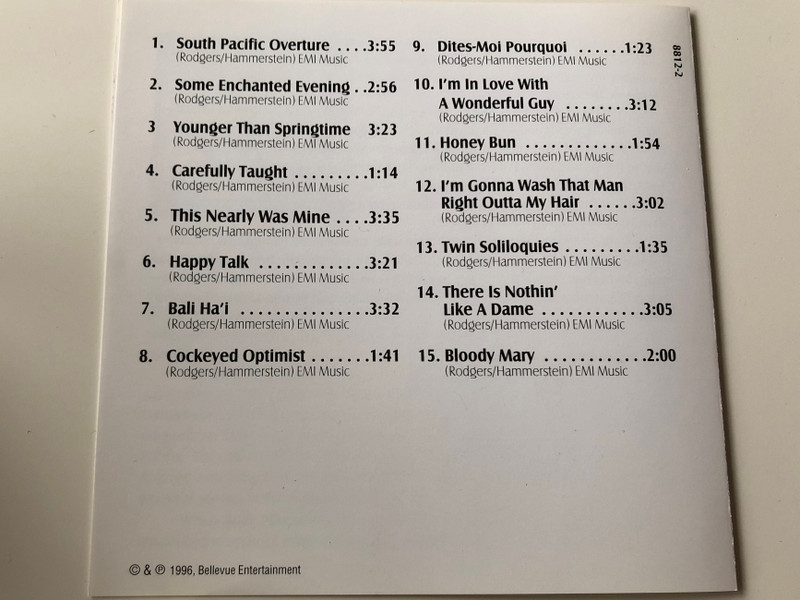 1. South Pacific Overture ....3:55
(Rodgers/Hammerstein) EMI Music
2. Some Enchanted Evening ..2:56
(Rodgers/Hammerstein) EMI Music
3 Younger Than Springtime 3:23
(Rodgers/Hammerstein) EMI Music
4. Carefully Taught .........1:14
(Rodgers/Hammerstein) EMI Music
5. This Nearly Was Mine ....3:35
(Rodgers/Hammerstein) EMI Music
6. Happy Talk .............3:21
(Rodgers/Hammerstein) EMI Music
7. Bali Ha'i ...............3:32
(Rodgers/Hammerstein) EMI Music
8. Cockeyed Optimist .......1:41
(Rodgers/Hammerstein) EMI Music
9. Dites-Moi Pourquoi ......1:23
(Rodgers/Hammerstein) EMI Music
10. I'm In Love With
A Wonderful Guy ........3:12
(Rodgers/Hammerstein) EMI Music
11. Honey Bun .............1:54
(Rodgers/Hammerstein) EMI Music
12. I'm Gonna Wash That Man
Right Outta My Hair ......3:02
(Rodgers/Hammerstein) EMI Music
13. Twin Soliloquies .........1:35
(Rodgers/Hammerstein) EMI Music
14. There Is Nothin'
Like A Dame ............3:05
(Rodgers/Hammerstein) EMI Music
15. Bloody Mary ............2:00
(Rodgers/Hammerstein) EMI Music
8812-2
© & ℗ 1996, Bellevue Entertainment